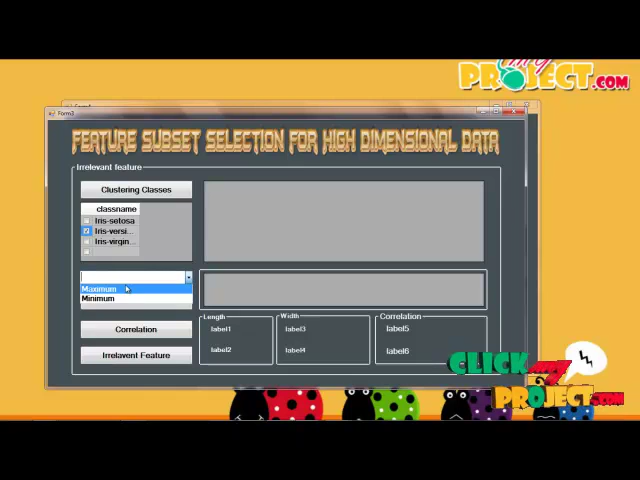 my
PROJECT.COM
Form3
FEATURE SUBSET SELECTION FOR HIGH DIMENSIONAL DATA
Irrelevant feature
Clustering Classes
classname
Iris-setosa
Iris-versi...
Iris-virgin...
Maximum
Minimum
Correlation
Irrelavent Feature
Length
label1
label2
Width
label3
label4
Correlation
label5
label6
CLICK
my
PROJECT.COM